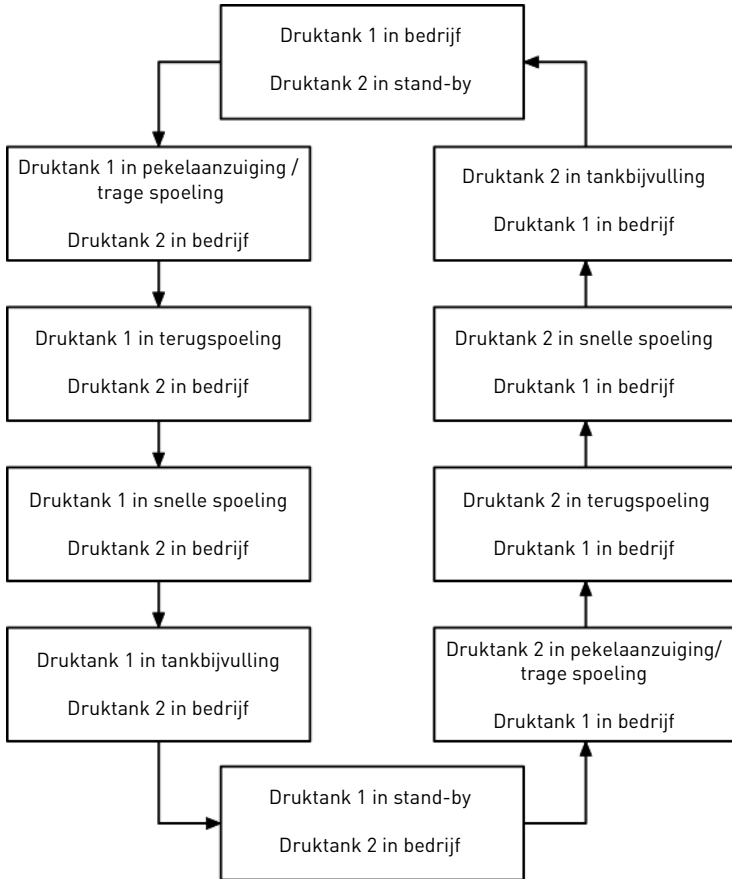 Druktank 1 in bedrijf
Druktank 2 in stand-by
Druktank 1 in pekelaanzuiging /
trage spoeling
Druktank 2 in bedrijf
Druktank 1 in terugspoeling
Druktank 2 in bedrijf
Druktank 1 in snelle spoeling
Druktank 2 in bedrijf
Druktank 1 in tankbijvulling
Druktank 2 in bedrijf
Druktank 1 in stand-by
Druktank 2 in bedrijf
Druktank 2 in pekelaanzuiging/
trage spoeling
Druktank 1 in bedrijf
Druktank 2 in terugspoeling
Druktank 1 in bedrijf
Druktank 2 in snelle spoeling
Druktank 1 in bedrijf
Druktank 2 in tankbijvulling
Druktank 1 in bedrijf